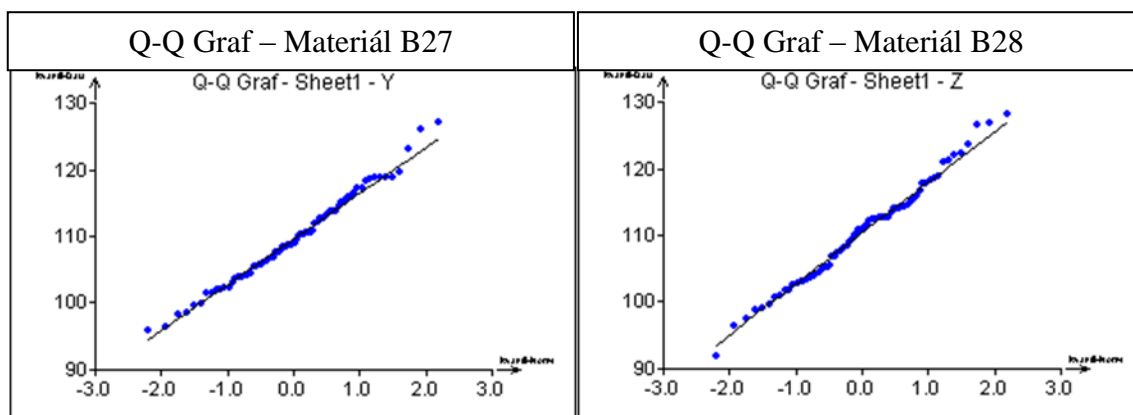 Q-Q Graf – Materiál B27
Q-Q Graf – Materiál B28
Q-Q Graf - Sheet1 - Y
130
120
110
100
90
-3.0 -2.0 -1.0 0.0 1.0 2.0 3.0
Q-Q Graf - Sheet1 - Z
130
120
110
100
90
-3.0 -2.0 -1.0 0.0 1.0 2.0 3.0